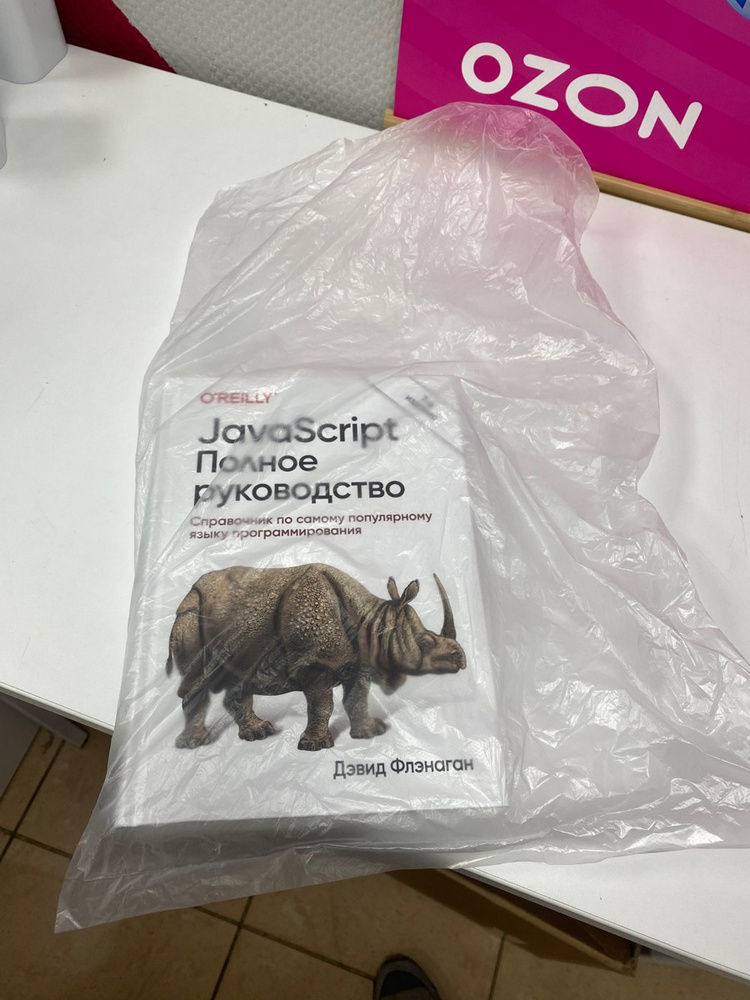 OZON
O'REILLY
JavaScript
Полное
руководство
Справочник по самому популярному
языку программирования
Дэвид Флэнаган